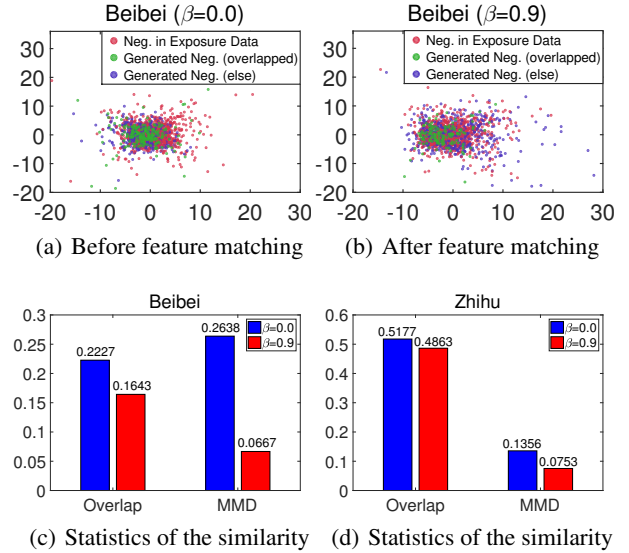 Beibei (β=0.0)
Neg. in Exposure Data
Generated Neg. (overlapped)
Generated Neg. (else)
30
20
10
0
-10
-20
-20 -10 0 10 20 30
(a) Before feature matching
Beibei (β=0.9)
Neg. in Exposure Data
Generated Neg. (overlapped)
Generated Neg. (else)
30
20
10
0
-10
-20
-20 -10 0 10 20 30
(b) After feature matching
Beibei
0.3
0.25
0.2
0.15
0.1
0.05
0
0.2227
0.1643
0.2638
0.0667
β=0.0
β=0.9
Overlap MMD
(c) Statistics of the similarity
Zhihu
0.6
0.5
0.4
0.3
0.2
0.1
0
0.5177
0.4863
0.1356
0.0753
β=0.0
β=0.9
Overlap MMD
(d) Statistics of the similarity